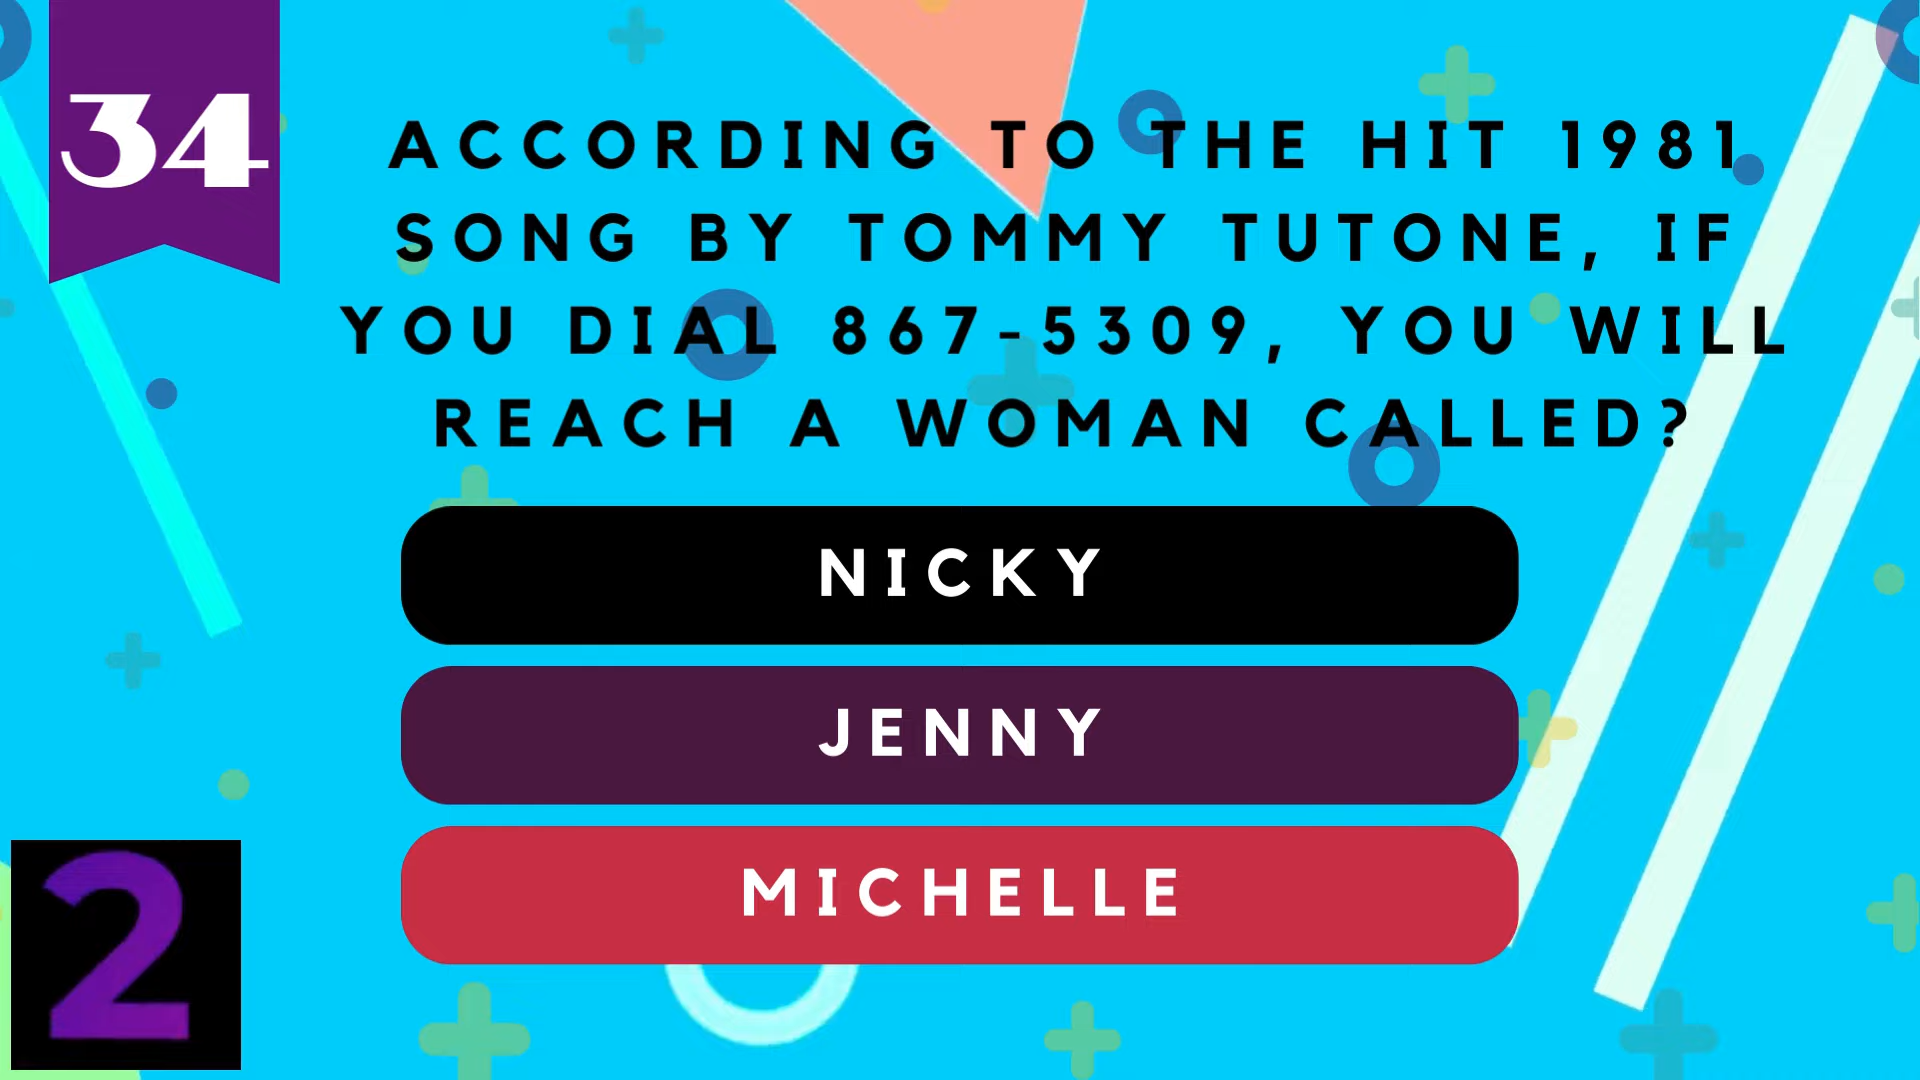 34
ACCORDING TO THE HIT 1981
SONG BY TOMMY TUTONE, IF
YOU DIAL 867-5309, YOU WILL
REACH A WOMAN CALLED?
NICKY
JENNY
MICHELLE
2